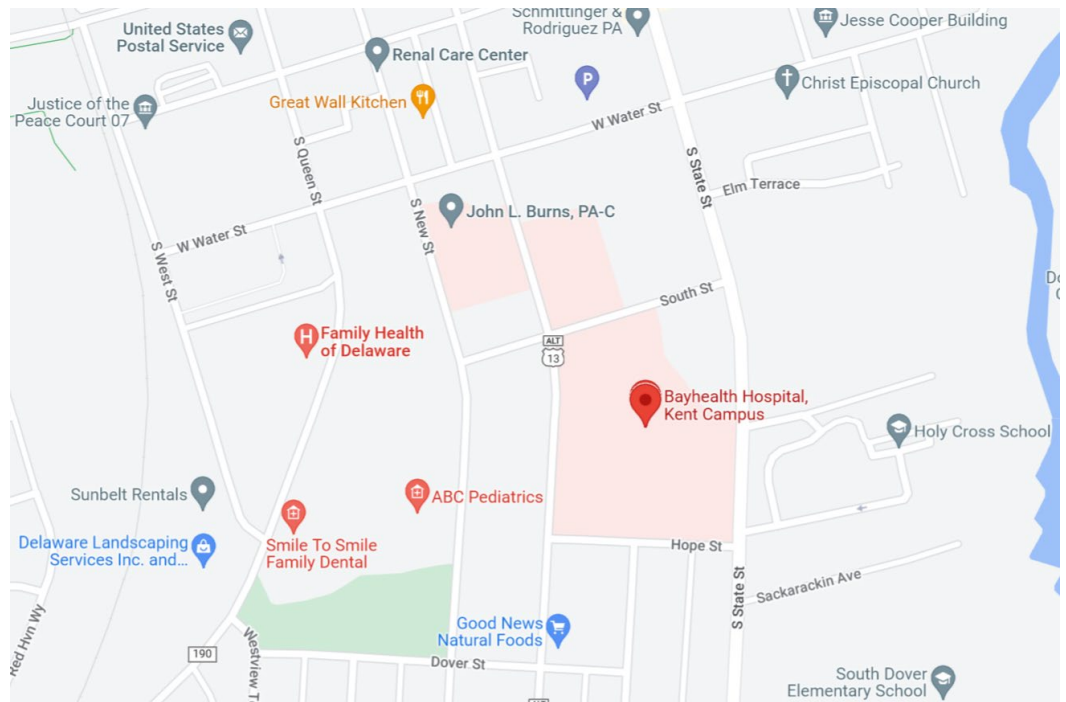 Schmittinger &
Rodriguez PA
Jesse Cooper Building
United States
Postal Service
Renal Care Center
P
Christ Episcopal Church
Great Wall Kitchen
Justice of the
Peace Court 07
W Water St
S Queen St
S State St
Elm Terrace
John L. Burns, PA-C
S New St
W Water St
S West St
South St
H
Family Health
of Delaware
ALT
13
Bayhealth Hospital,
Kent Campus
Holy Cross School
Sunbelt Rentals
ABC Pediatrics
Smile To Smile
Family Dental
Delaware Landscaping
Services Inc. and...
Hope St
Sackarackin Ave
S State St
Good News
Natural Foods
Red Hvn Wy
190
Westview T
Dover St
South Dover
Elementary School